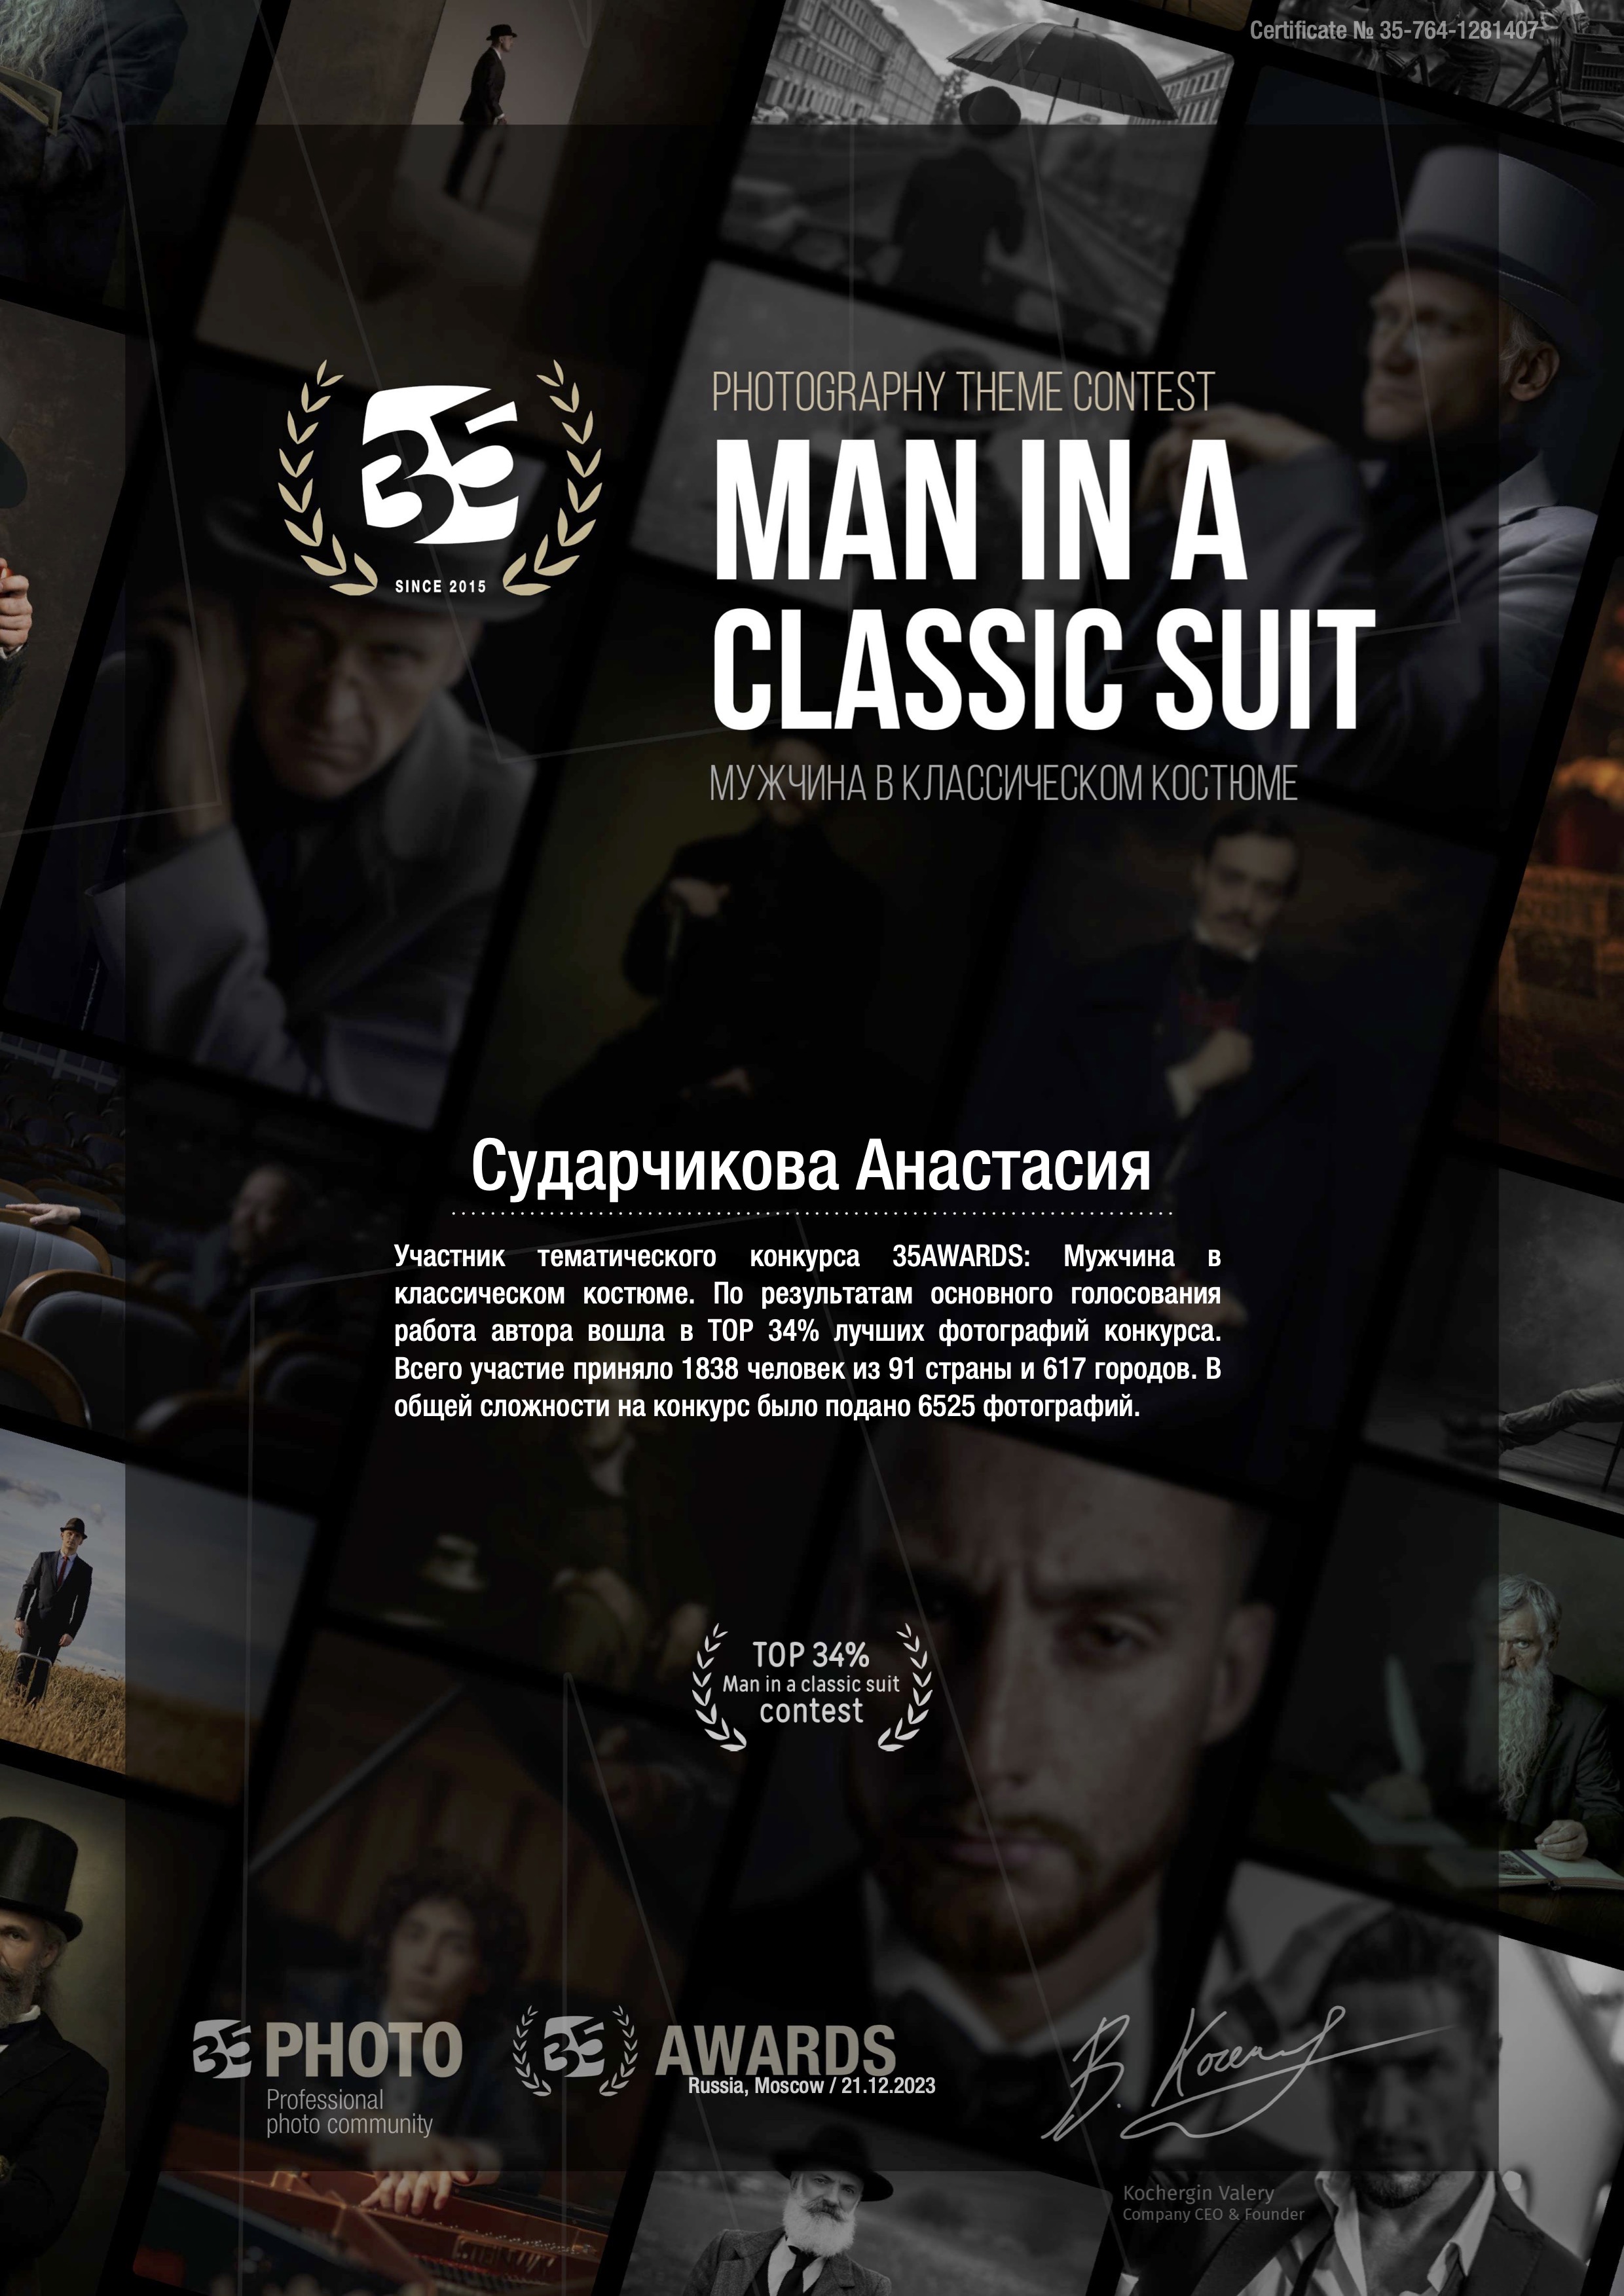 Certificate № 35-764-1281407
35
SINCE 2015
PHOTOGRAPHY THEME CONTEST
MAN IN A
CLASSIC SUIT
МУЖЧИНА В КЛАССИЧЕСКОМ КОСТЮМЕ
Сударчикова Анастасия
Участник тематического конкурса 35AWARDS: Мужчина в
классическом костюме. По результатам основного голосования
работа автора вошла в TOP 34% лучших фотографий конкурса.
Всего участие приняло 1838 человек из 91 страны и 617 городов. В
общей сложности на конкурс было подано 6525 фотографий.
TOP 34%
Man in a classic suit
contest
35 PHOTO
Professional
photo community
35 AWARDS
Russia, Moscow / 21.12.2023
Kochergin Valery
Company CEO & Founder